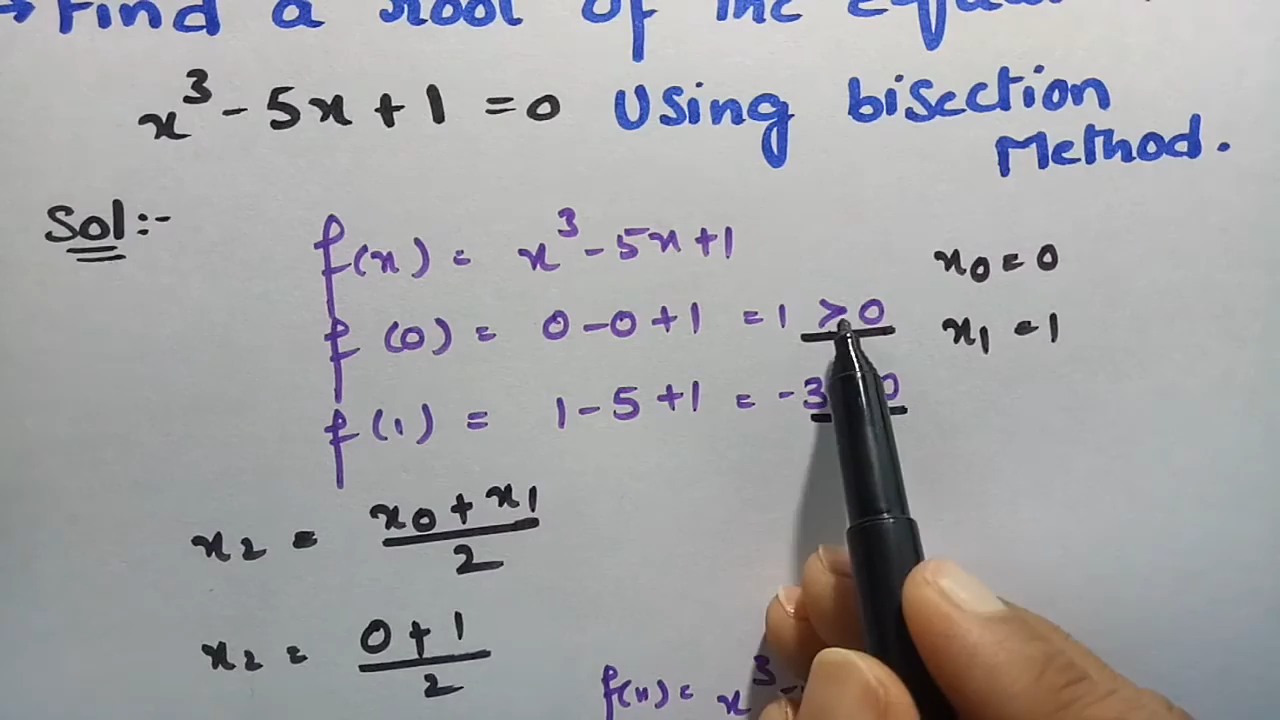 → Find a root of the
x³ - 5x + 1 = 0 Using bisection Method.
Sol:-
f(x) = x³ - 5x + 1
f(0) = 0 - 0 + 1 = 1 > 0
x₀ = 0
x₁ = 1
f(1) = 1 - 5 + 1 = -3 0
x₂ = (x₀ + x₁)/2
x₂ = (0 + 1)/2
f(x) = x³ -